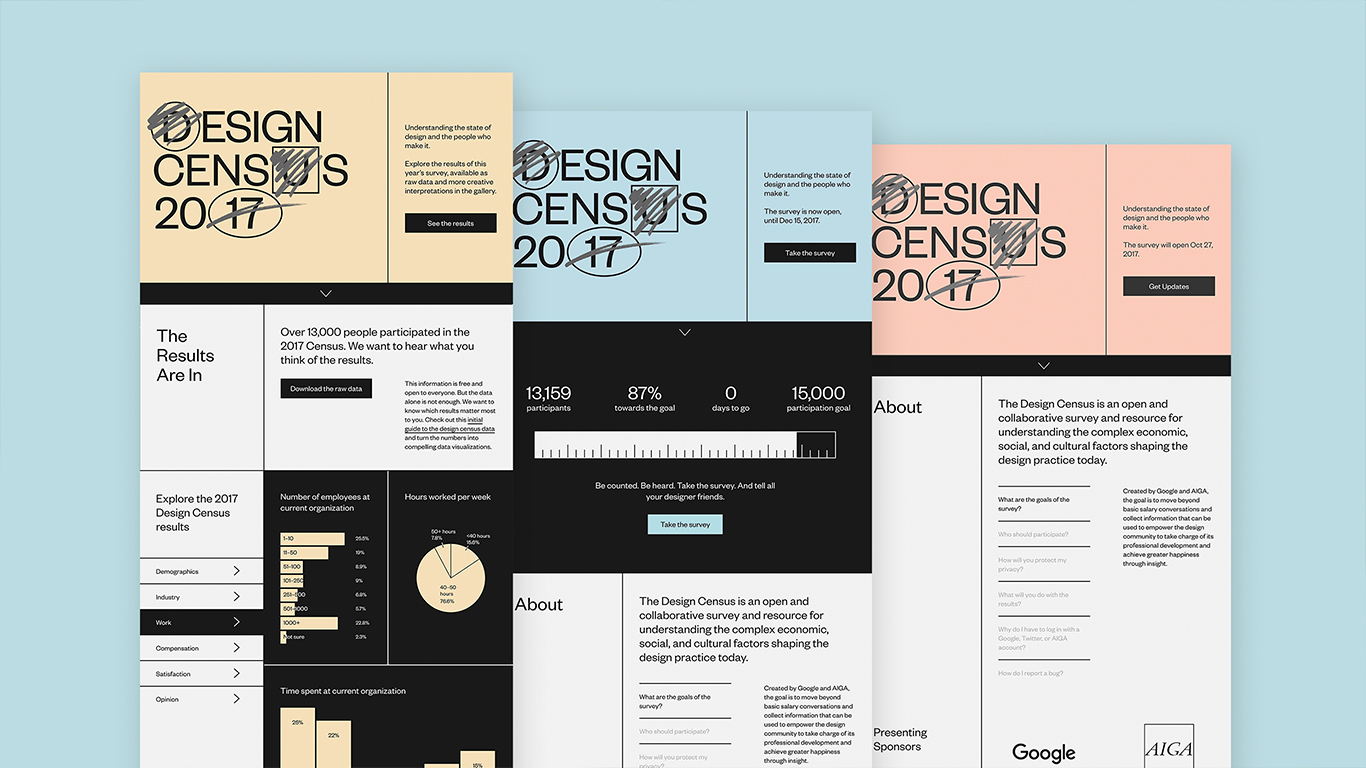 DESIGN
CENSUS
2017
Understanding the state of
design and the people who
make it.
Explore the results of this
year's survey, available as
raw data and more creative
interpretations in the gallery.
See the results
The
Results
Are In
Over 13,000 people participated in the
2017 Census. We want to hear what you
think of the results.
Download the raw data
This information is free and
open to everyone. But the data
alone is not enough. We want to
know which results matter most
to you. Check out this initial
guide to the design census data
and turn the numbers into
compelling data visualizations.
Explore the 2017
Design Census
results
Demographics
Industry
Work
Compensation
Satisfaction
Opinion
Number of employees at
current organization
1-10 25.5%
11-50 19%
51-100 8.9%
101-250 9%
251-500 6.8%
501-1000 5.7%
1000+ 22.8%
Not sure 2.3%
Hours worked per week
50+ hours
7.8%
<40 hours
15.6%
40-50
hours
76.6%
Time spent at current organization
25%
22%
15%
DESIGN
CENSUS
2017
Understanding the state of
design and the people who
make it.
The survey is now open,
until Dec 15, 2017.
Take the survey
13,159
participants
87%
towards the goal
0
days to go
15,000
participation goal
Be counted. Be heard. Take the survey. And tell all
your designer friends.
Take the survey
About
The Design Census is an open and
collaborative survey and resource for
understanding the complex economic,
social, and cultural factors shaping the
design practice today.
What are the goals of the
survey?
Who should participate?
How will you protect my
privacy?
Created by Google and AIGA,
the goal is to move beyond
basic salary conversations and
collect information that can be
used to empower the design
community to take charge of its
professional development and
achieve greater happiness
through insight.
DESIGN
CENSUS
2017
Understanding the state of
design and the people who
make it.
The survey will open Oct 27,
2017.
Get Updates
About
The Design Census is an open and
collaborative survey and resource for
understanding the complex economic,
social, and cultural factors shaping the
design practice today.
What are the goals of the
survey?
Who should participate?
How will you protect my
privacy?
What will you do with the
results?
Why do I have to log in with a
Google, Twitter, or AIGA
account?
How do I report a bug?
Created by Google and AIGA,
the goal is to move beyond
basic salary conversations and
collect information that can be
used to empower the design
community to take charge of its
professional development and
achieve greater happiness
through insight.
Presenting
Sponsors
Google
AIGA